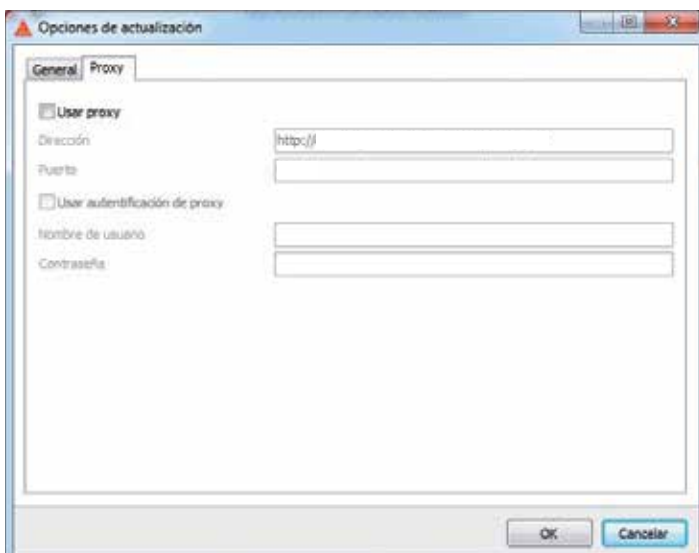 Opciones de actualización
General Proxy
Usar proxy
Dirección http://
Puerto
Usar autentificación de proxy
Nombre de usuario
Contraseña
OK Cancelar